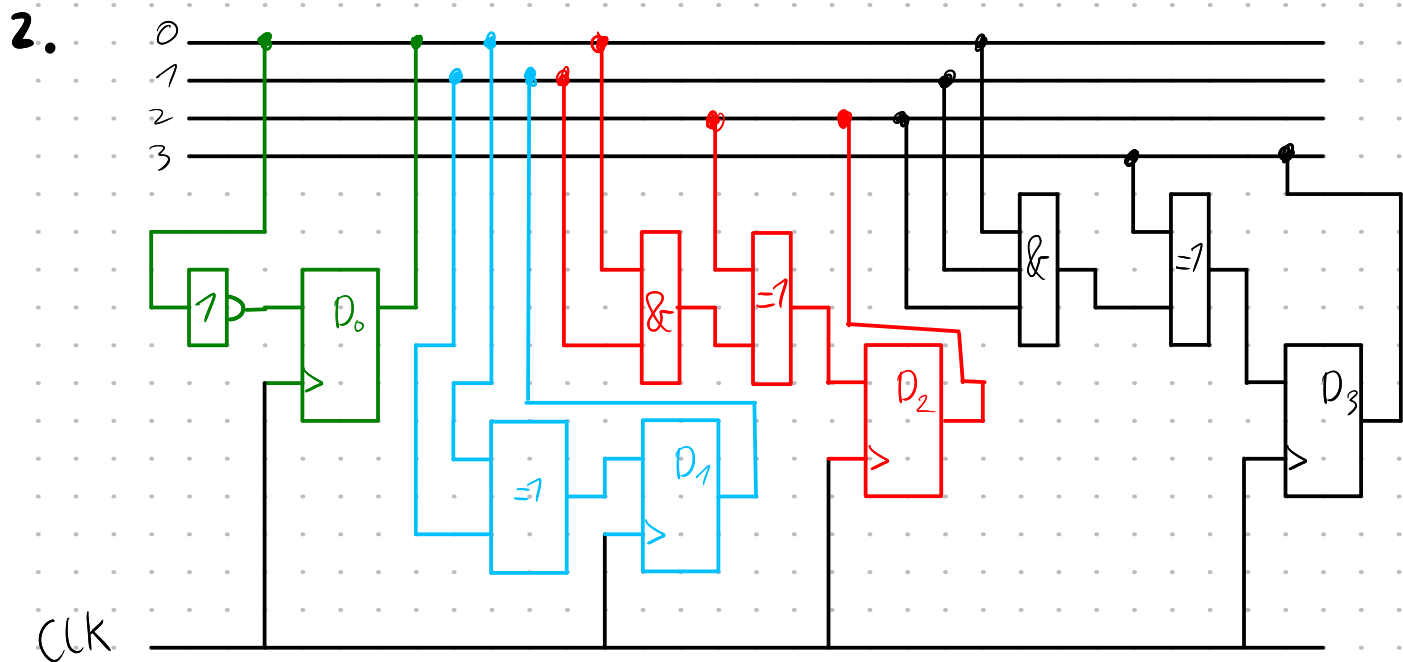 2.
0
1
2
3
1
D₀
=1
D₁
&
=1
D₂
&
=1
D₃
CLK